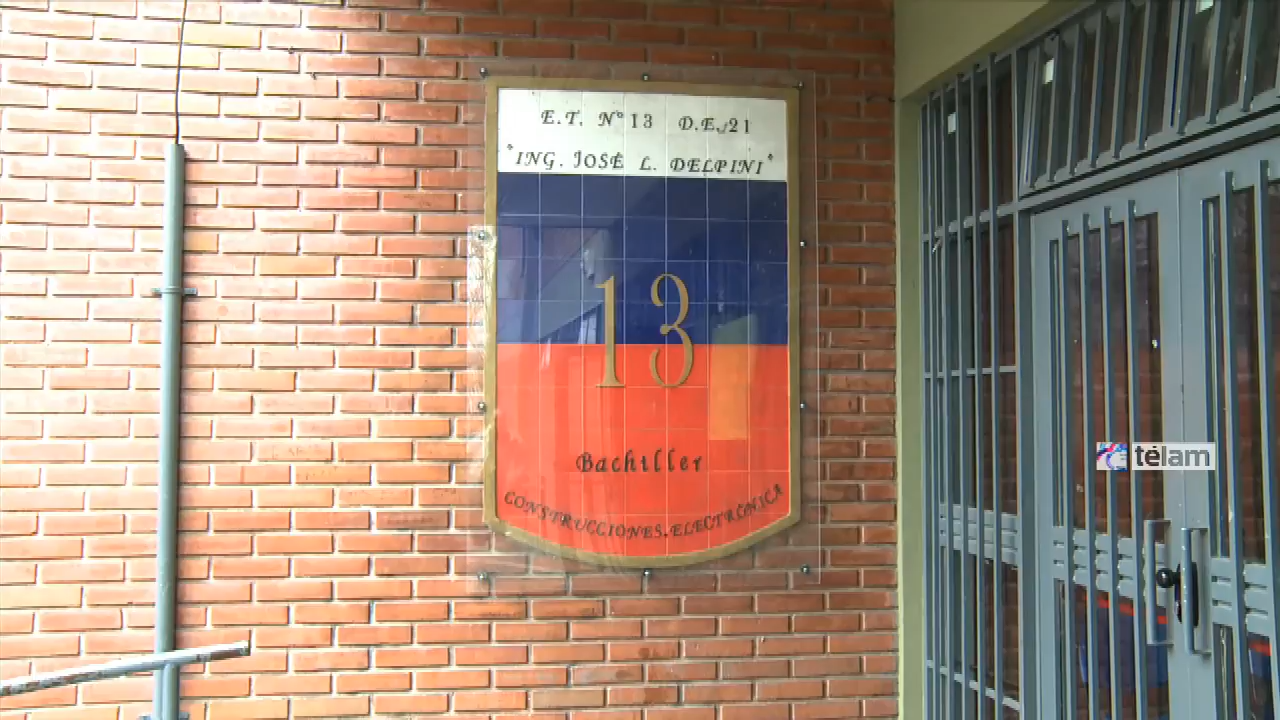 E.T. Nº 13 D.E. 21
"ING. JOSÉ L. DELPINI"
13
Bachiller
CONSTRUCCIONES. ELECTRÓNICA
télam